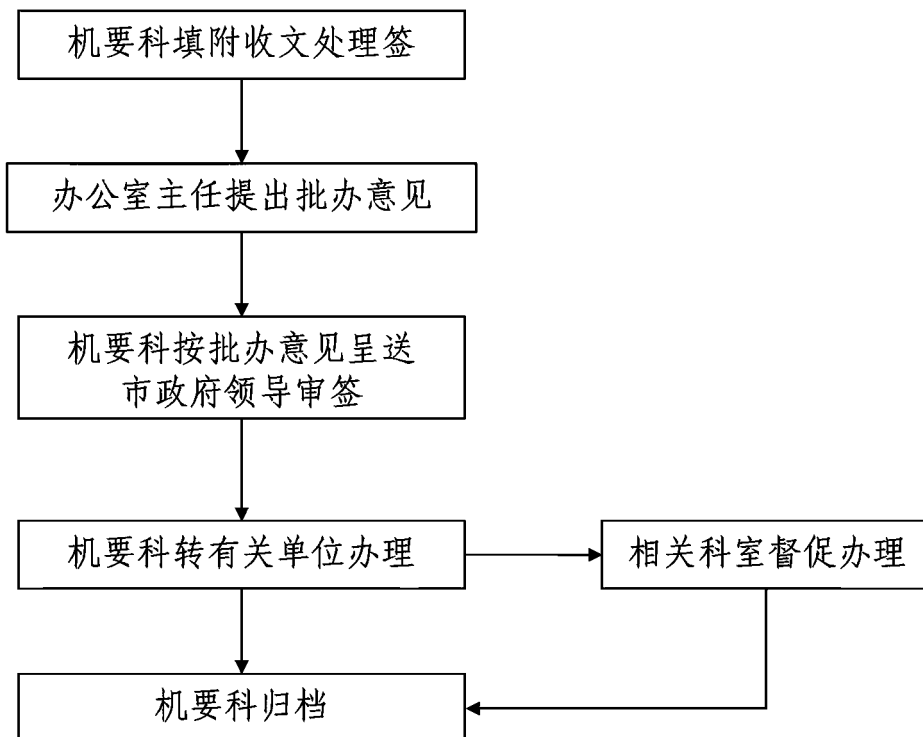 机要科填附收文处理签
办公室主任提出批办意见
机要科按批办意见呈送
市政府领导审签
机要科转有关单位办理
相关科室督促办理
机要科归档